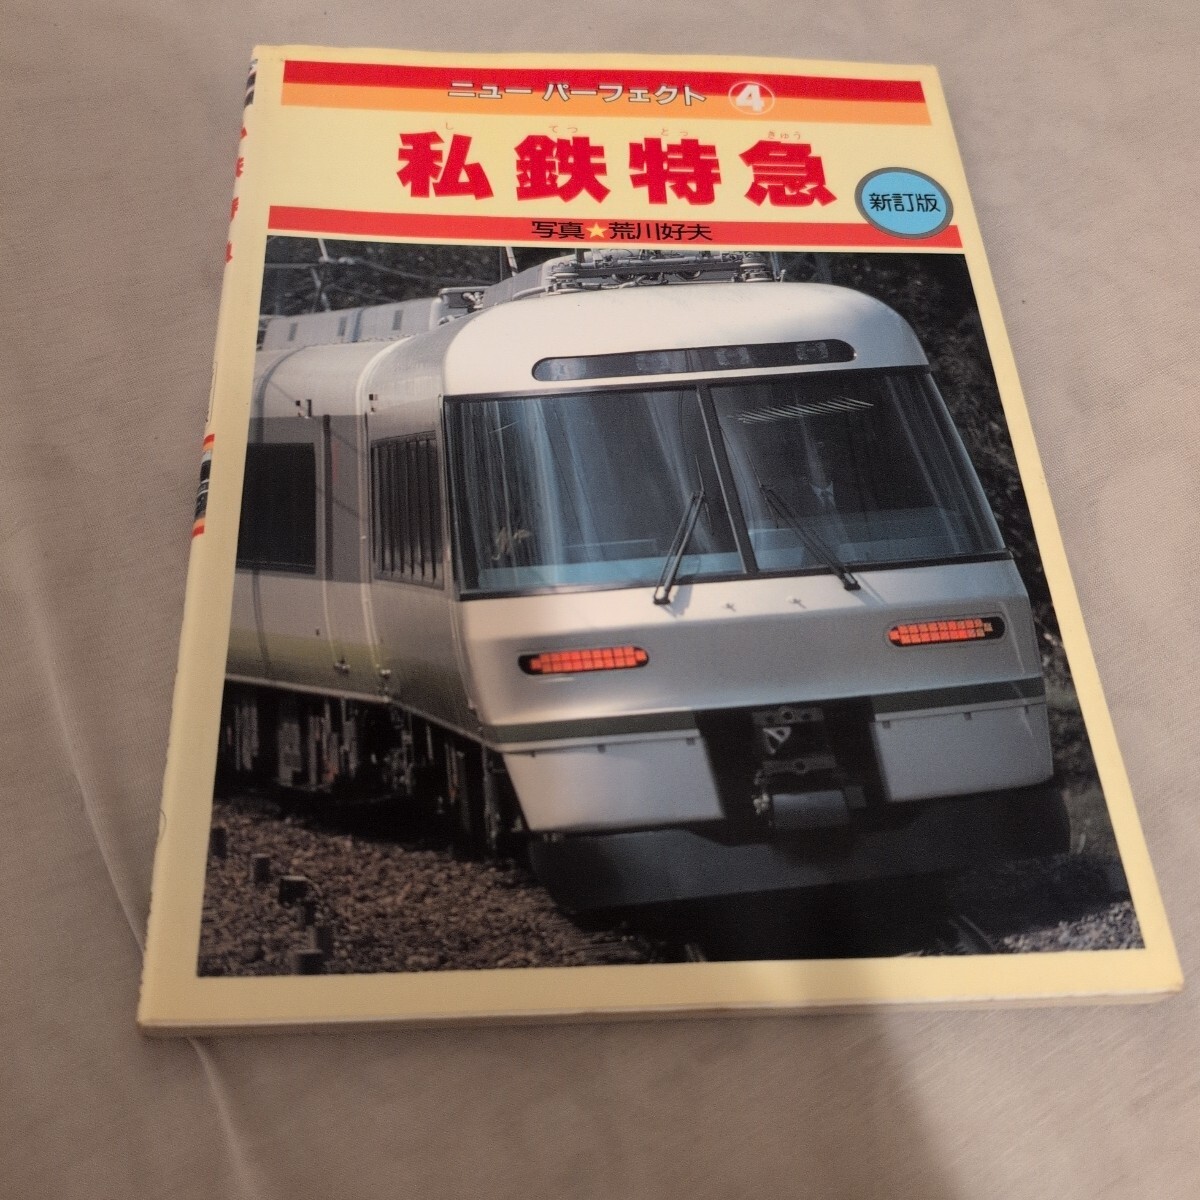 ニュー パーフェクト ④
し てつ とっ きゅう
私鉄特急
新訂版
写真★荒川好夫